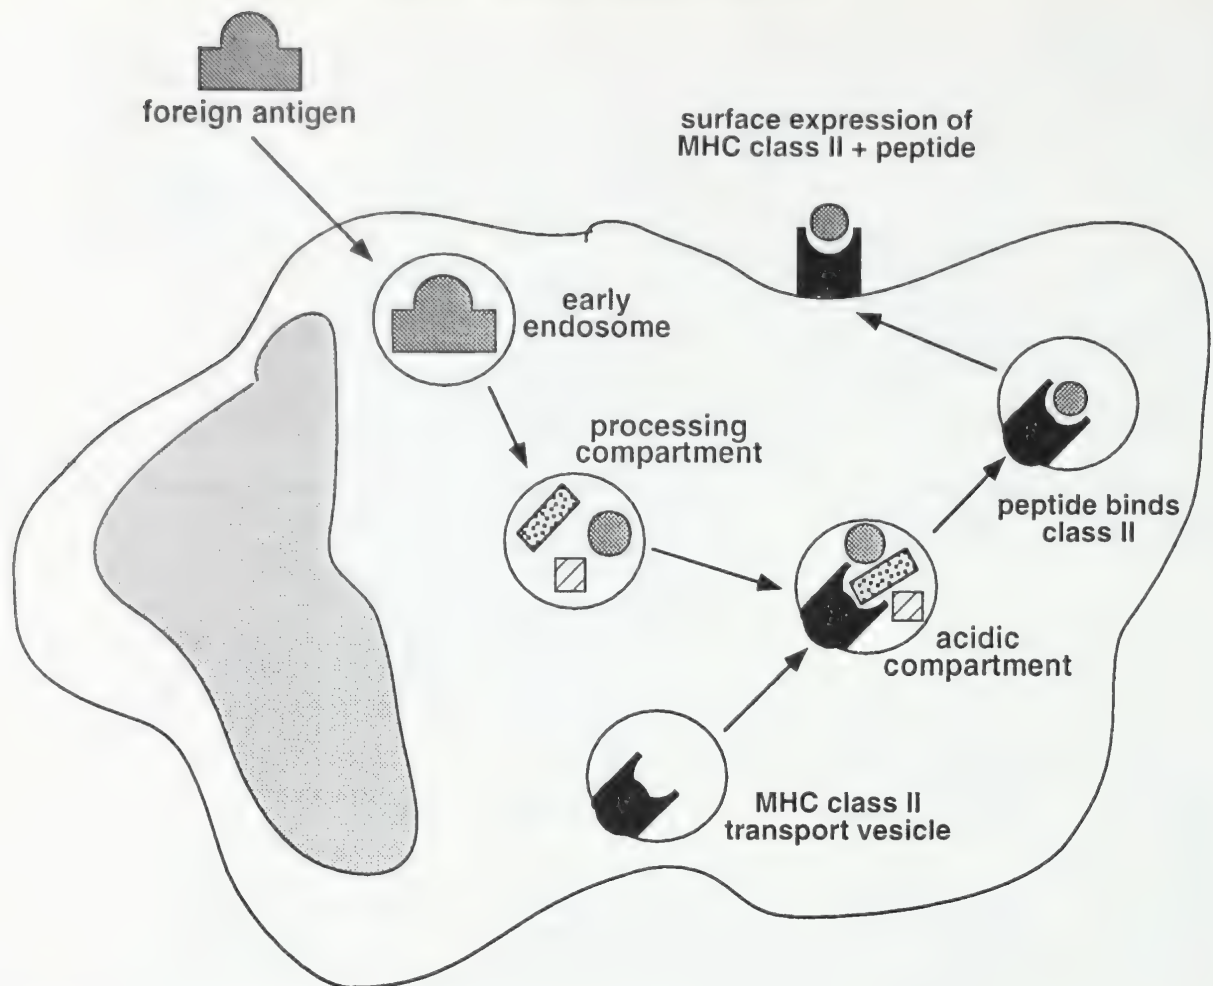 foreign antigen
surface expression of
MHC class II + peptide
early
endosome
processing
compartment
peptide binds
class II
acidic
compartment
MHC class II
transport vesicle